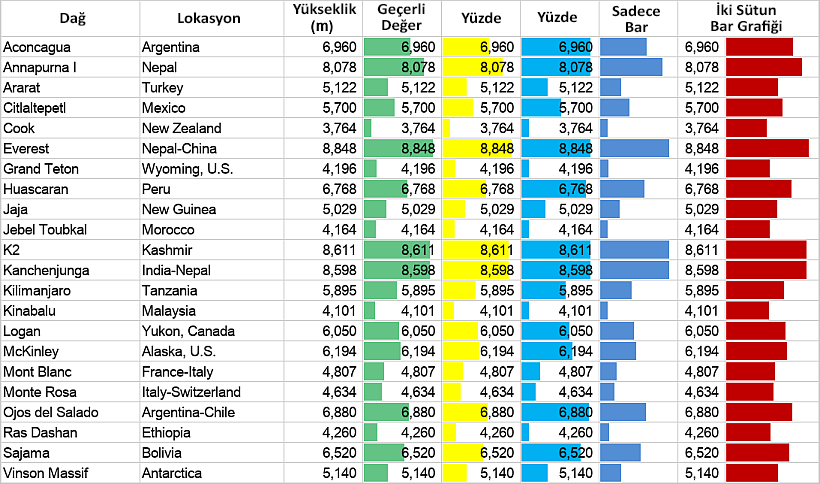 Dağ Lokasyon Yükseklik (m) Geçerli Değer Yüzde Yüzde Sadece Bar İki Sütun Bar Grafiği
Aconcagua Argentina 6,960 6,960 6,960 6,960 6,960
Annapurna I Nepal 8,078 8,078 8,078 8,078 8,078
Ararat Turkey 5,122 5,122 5,122 5,122 5,122
Citlaltepetl Mexico 5,700 5,700 5,700 5,700 5,700
Cook New Zealand 3,764 3,764 3,764 3,764 3,764
Everest Nepal-China 8,848 8,848 8,848 8,848 8,848
Grand Teton Wyoming, U.S. 4,196 4,196 4,196 4,196 4,196
Huascaran Peru 6,768 6,768 6,768 6,768 6,768
Jaja New Guinea 5,029 5,029 5,029 5,029 5,029
Jebel Toubkal Morocco 4,164 4,164 4,164 4,164 4,164
K2 Kashmir 8,611 8,611 8,611 8,611 8,611
Kanchenjunga India-Nepal 8,598 8,598 8,598 8,598 8,598
Kilimanjaro Tanzania 5,895 5,895 5,895 5,895 5,895
Kinabalu Malaysia 4,101 4,101 4,101 4,101 4,101
Logan Yukon, Canada 6,050 6,050 6,050 6,050 6,050
McKinley Alaska, U.S. 6,194 6,194 6,194 6,194 6,194
Mont Blanc France-Italy 4,807 4,807 4,807 4,807 4,807
Monte Rosa Italy-Switzerland 4,634 4,634 4,634 4,634 4,634
Ojos del Salado Argentina-Chile 6,880 6,880 6,880 6,880 6,880
Ras Dashan Ethiopia 4,260 4,260 4,260 4,260 4,260
Sajama Bolivia 6,520 6,520 6,520 6,520 6,520
Vinson Massif Antarctica 5,140 5,140 5,140 5,140 5,140